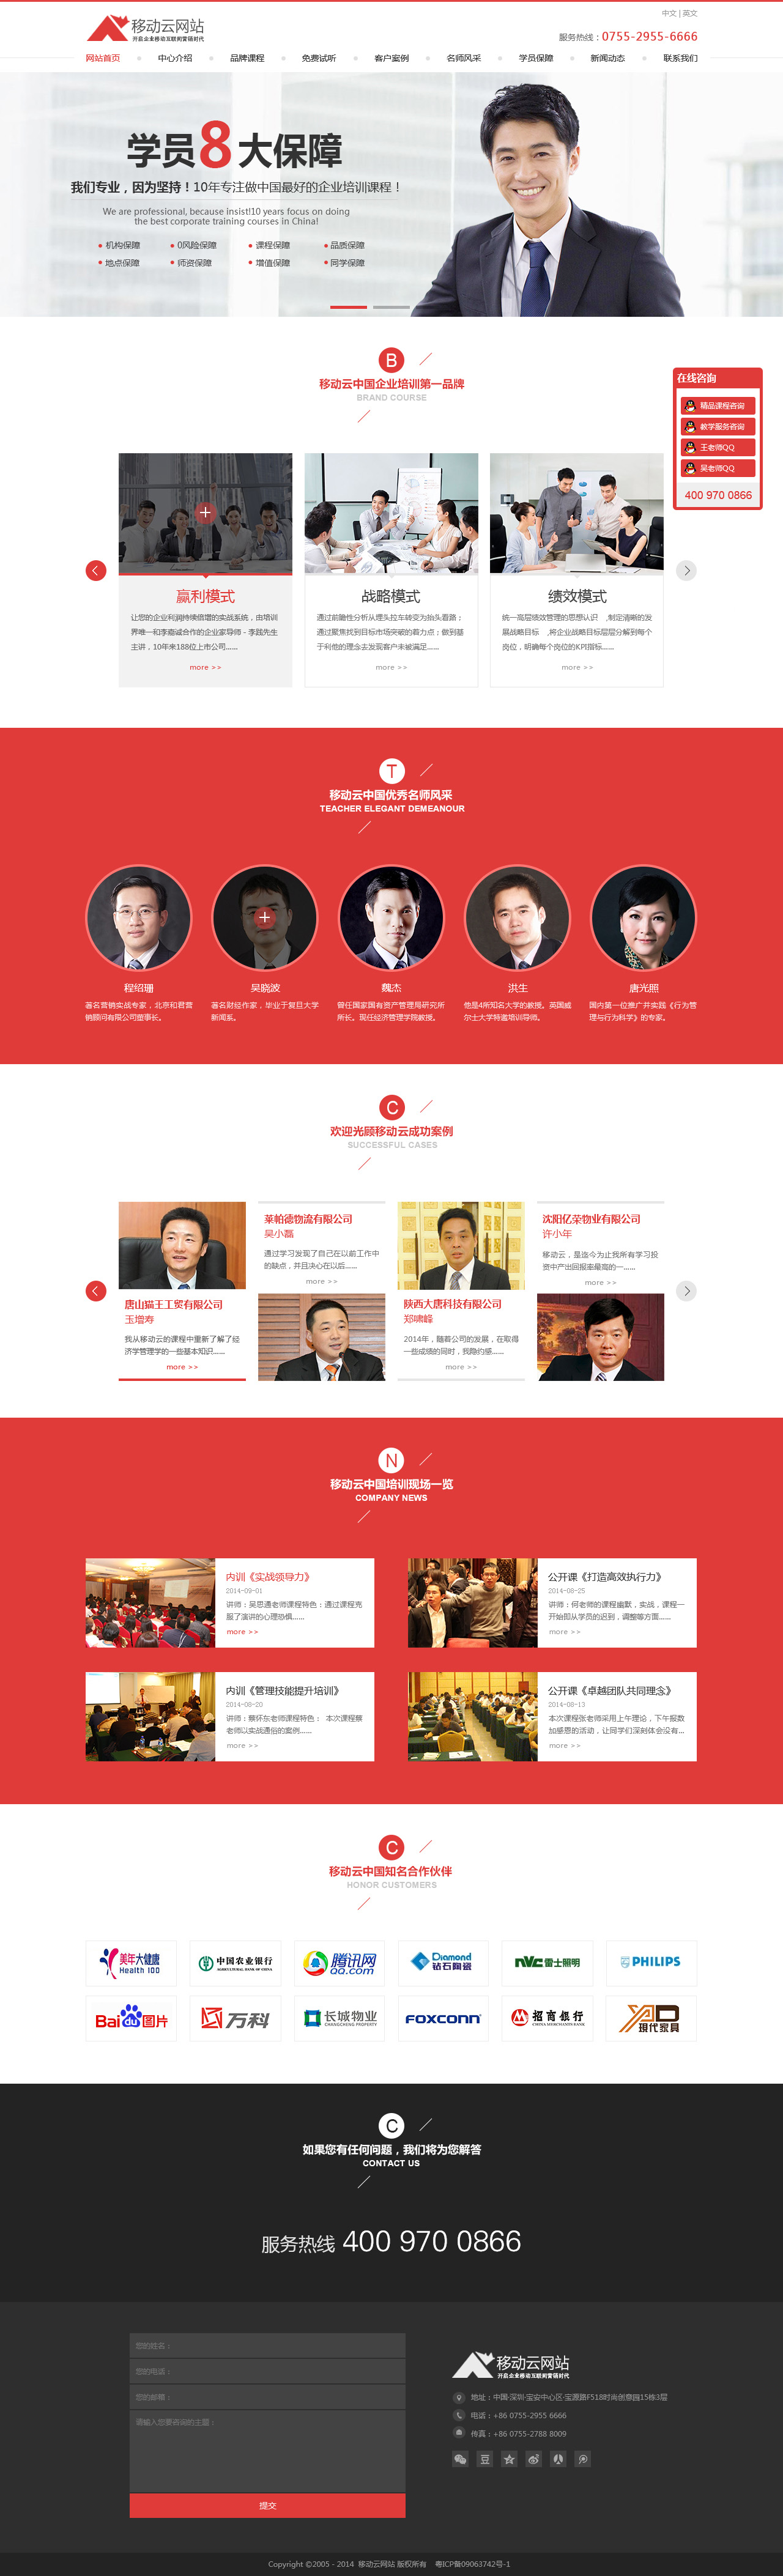 中文 | 英文
移动云网站
开启企业移动互联网营销时代
服务热线：0755-2955-6666
网站首页 中心介绍 品牌课程 免费试听 客户案例 名师风采 学员保障 新闻动态 联系我们
学员8大保障
我们专业，因为坚持！10年专注做中国最好的企业培训课程！
We are professional, because insist!10 years focus on doing
the best corporate training courses in China!
机构保障 0风险保障 课程保障 品质保障
地点保障 师资保障 增值保障 同学保障
B
移动云中国企业培训第一品牌
BRAND COURSE
在线咨询
精品课程咨询
教学服务咨询
王老师QQ
吴老师QQ
400 970 0866
赢利模式
让您的企业利润持续倍增的实战系统，由培训
界唯一和李嘉诚合作的企业家导师－李践先生
主讲，10年来188位上市公司......
more >>
战略模式
通过前瞻性分析从埋头拉车转变为抬头看路；
通过聚焦找到目标市场突破的着力点；做到基
于利他的理念去发现客户未被满足......
more >>
绩效模式
统一高层绩效管理的思想认识 ,制定清晰的发
展战略目标 ,将企业战略目标层层分解到每个
岗位，明确每个岗位的KPI指标......
more >>
T
移动云中国优秀名师风采
TEACHER ELEGANT DEMEANOUR
程绍珊
著名营销实战专家，北京和君营
销顾问有限公司董事长。
吴晓波
著名财经作家，毕业于复旦大学
新闻系。
魏杰
曾任国家国有资产管理局研究所
所长。现任经济管理学院教授。
洪生
他是4所知名大学的教授。英国威
尔士大学特邀培训导师。
唐光照
国内第一位推广并实践《行为管
理与行为科学》的专家。
C
欢迎光顾移动云成功案例
SUCCESSFUL CASES
唐山猫王工贸有限公司
玉增寿
我从移动云的课程中重新了解了经
济学管理学的一些基本知识......
more >>
莱帕德物流有限公司
吴小磊
通过学习发现了自己在以前工作中
的缺点，并且决心在以后......
more >>
陕西大唐科技有限公司
郑啸峰
2014年，随着公司的发展，在取得
一些成绩的同时，我隐约感......
more >>
沈阳亿荣物业有限公司
许小年
移动云，是迄今为止我所有学习投
资中产出回报率最高的一......
more >>
N
移动云中国培训现场一览
COMPANY NEWS
内训《实战领导力》
2014-09-01
讲师：吴思通老师课程特色：通过课程克
服了演讲的心理恐惧......
more >>
公开课《打造高效执行力》
2014-08-25
讲师：何老师的课程幽默，实战，课程一
开始即从学员的迟到，调整等方面......
more >>
内训《管理技能提升培训》
2014-08-20
讲师：蔡怀东老师课程特色： 本次课程蔡
老师以实战通俗的案例......
more >>
公开课《卓越团队共同理念》
2014-08-13
本次课程张老师采用上午理论，下午报数
加感恩的活动，让同学们深刻体会没有...
more >>
C
移动云中国知名合作伙伴
HONOR CUSTOMERS
美年大健康
Health 100
中国农业银行
AGRICULTURAL BANK OF CHINA
腾讯网
QQ.com
Diamond
钻石陶瓷
NVC雷士照明
PHILIPS
Bai du 图片
万科
长城物业
CHANGCHENG PROPERTY
FOXCONN
招商银行
CHINA MERCHANTS BANK
现代家具
C
如果您有任何问题，我们将为您解答
CONTACT US
服务热线 400 970 0866
您的姓名：
您的电话：
您的邮箱：
请输入您要咨询的主题：
提交
移动云网站
开启企业移动互联网营销时代
地址：中国·深圳·宝安中心区·宝源路F518时尚创意园15栋3层
电话：+86 0755-2955 6666
传真：+86 0755-2788 8009
Copyright ©2005 - 2014 移动云网站 版权所有 粤ICP备09063742号-1